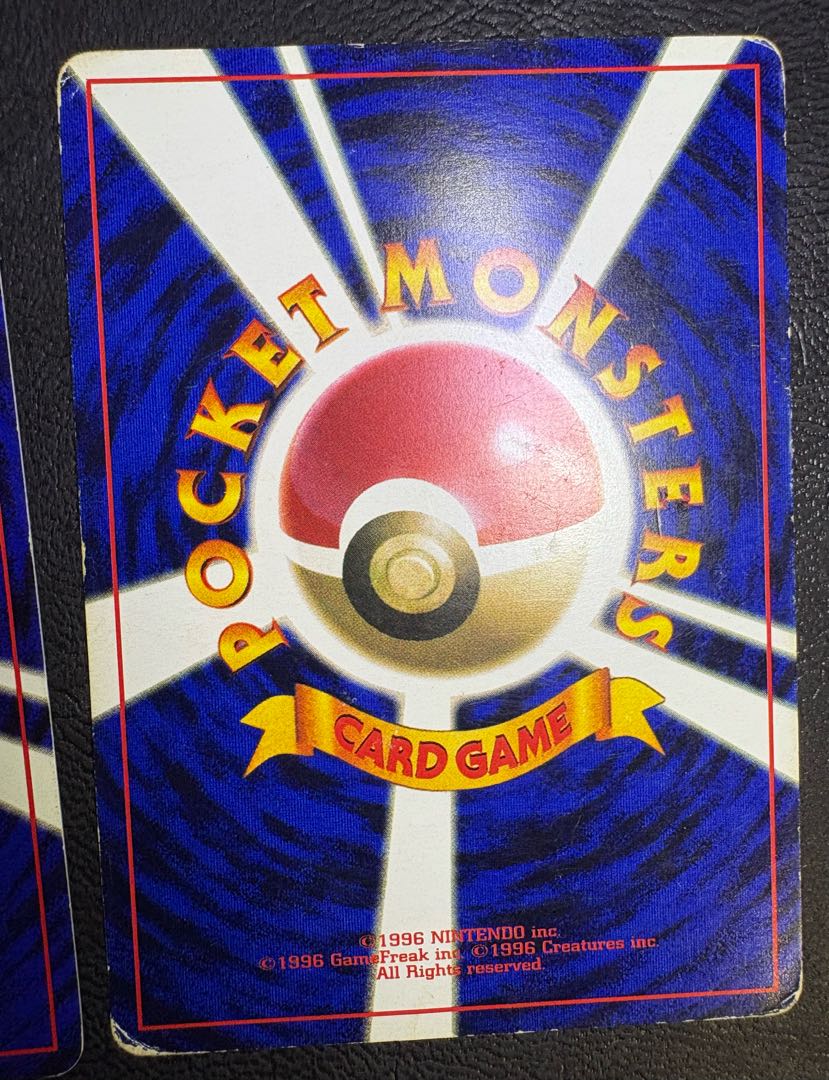 POCKET MONSTERS
CARD GAME
©1996 NINTENDO inc.
©1996 GameFreak inc. ©1996 Creatures inc.
All Rights reserved.